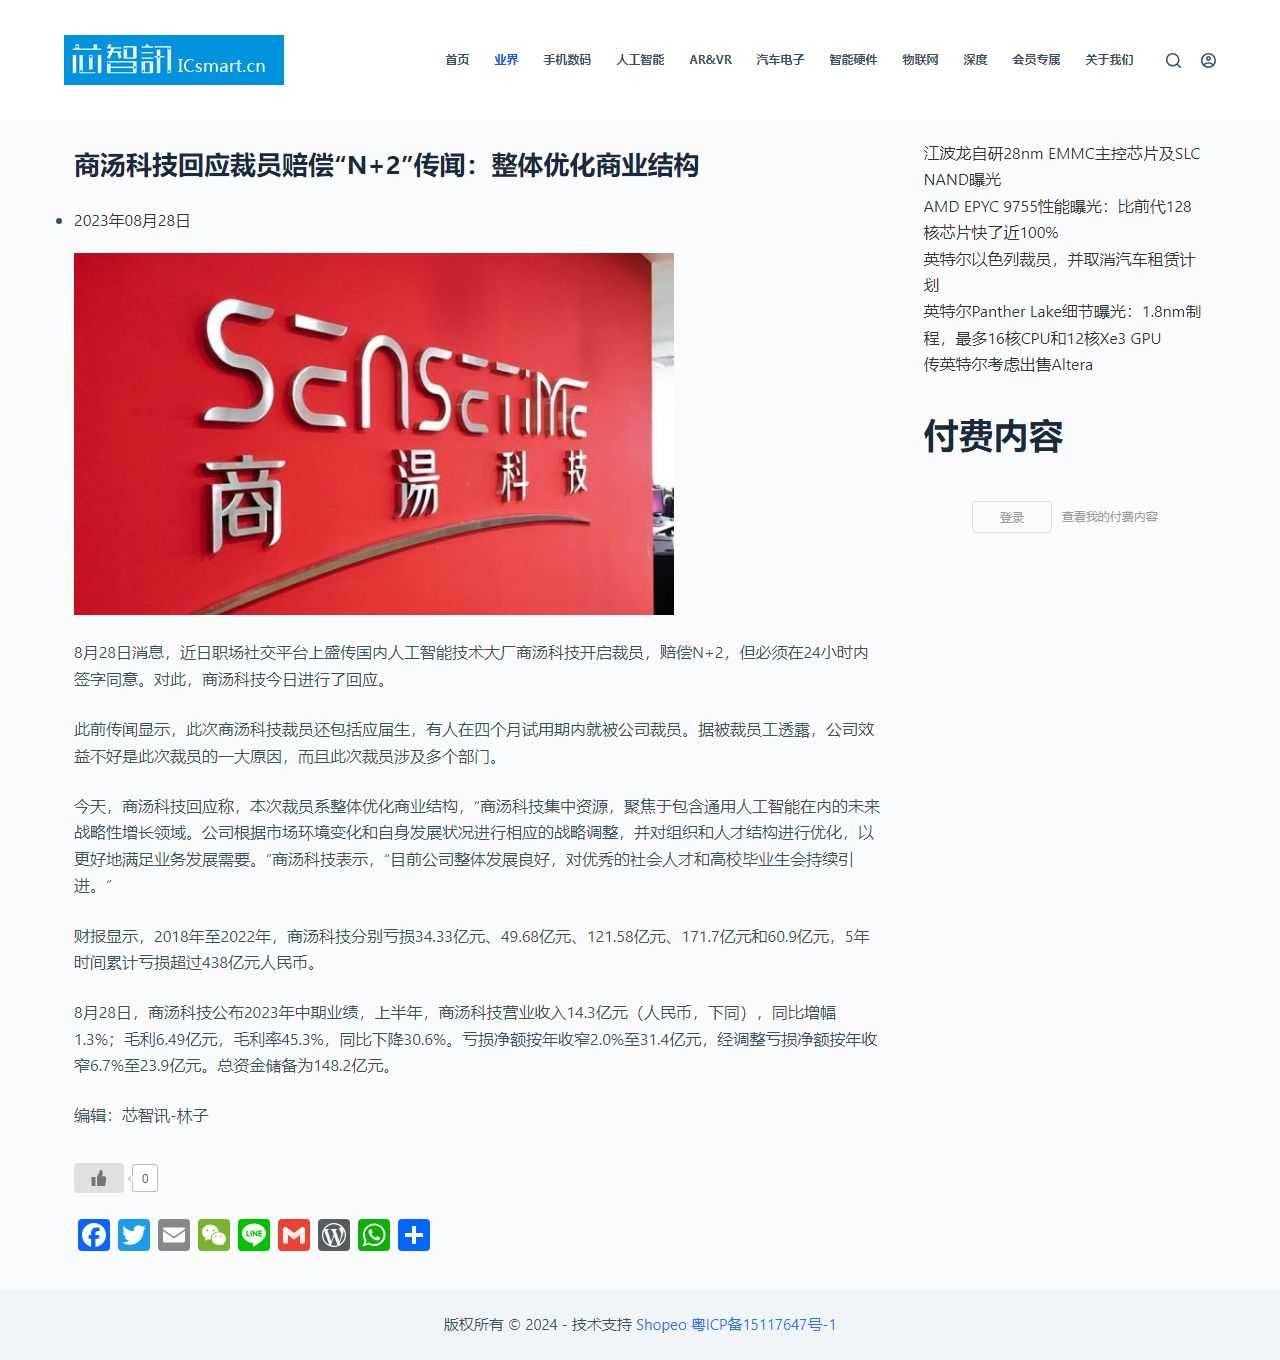 芯智訊 ICsmart.cn
首页 业界 手机数码 人工智能 AR&VR 汽车电子 智能硬件 物联网 深度 会员专属 关于我们
商汤科技回应裁员赔偿“N+2”传闻：整体优化商业结构
2023年08月28日
SENSETIME
商湯科技
8月28日消息，近日职场社交平台上盛传国内人工智能技术大厂商汤科技开启裁员，赔偿N+2，但必须在24小时内
签字同意。对此，商汤科技今日进行了回应。
此前传闻显示，此次商汤科技裁员还包括应届生，有人在四个月试用期内就被公司裁员。据被裁员工透露，公司效
益不好是此次裁员的一大原因，而且此次裁员涉及多个部门。
今天，商汤科技回应称，本次裁员系整体优化商业结构，“商汤科技集中资源，聚焦于包含通用人工智能在内的未来
战略性增长领域。公司根据市场环境变化和自身发展状况进行相应的战略调整，并对组织和人才结构进行优化，以
更好地满足业务发展需要。”商汤科技表示，“目前公司整体发展良好，对优秀的社会人才和高校毕业生会持续引
进。”
财报显示，2018年至2022年，商汤科技分别亏损34.33亿元、49.68亿元、121.58亿元、171.7亿元和60.9亿元，5年
时间累计亏损超过438亿元人民币。
8月28日，商汤科技公布2023年中期业绩，上半年，商汤科技营业收入14.3亿元（人民币，下同），同比增幅
1.3%；毛利6.49亿元，毛利率45.3%，同比下降30.6%。亏损净额按年收窄2.0%至31.4亿元，经调整亏损净额按年收
窄6.7%至23.9亿元。总资金储备为148.2亿元。
编辑：芯智讯-林子
0
LINE
江波龙自研28nm EMMC主控芯片及SLC
NAND曝光
AMD EPYC 9755性能曝光：比前代128
核芯片快了近100%
英特尔以色列裁员，并取消汽车租赁计
划
英特尔Panther Lake细节曝光：1.8nm制
程，最多16核CPU和12核Xe3 GPU
传英特尔考虑出售Altera
付费内容
登录 查看我的付费内容
版权所有 © 2024 - 技术支持 Shopeo 粤ICP备15117647号-1